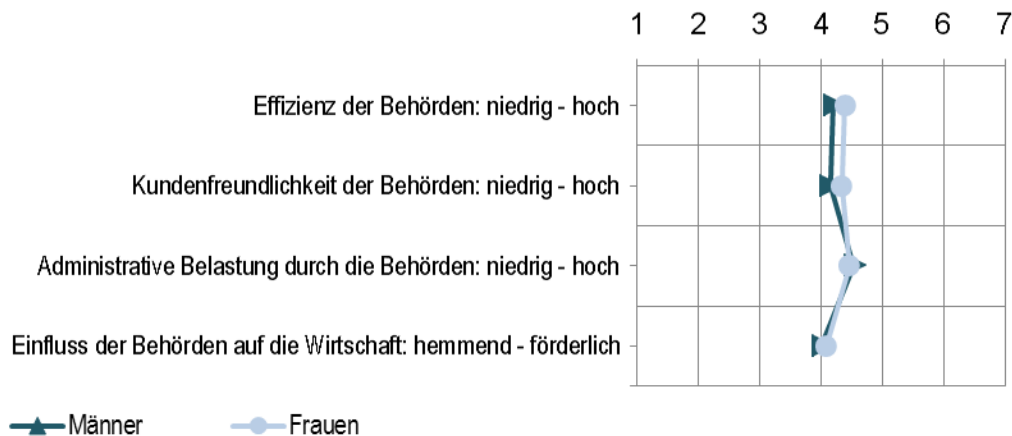 1 2 3 4 5 6 7
Effizienz der Behörden: niedrig - hoch
Kundenfreundlichkeit der Behörden: niedrig - hoch
Administrative Belastung durch die Behörden: niedrig - hoch
Einfluss der Behörden auf die Wirtschaft: hemmend - förderlich
Männer Frauen